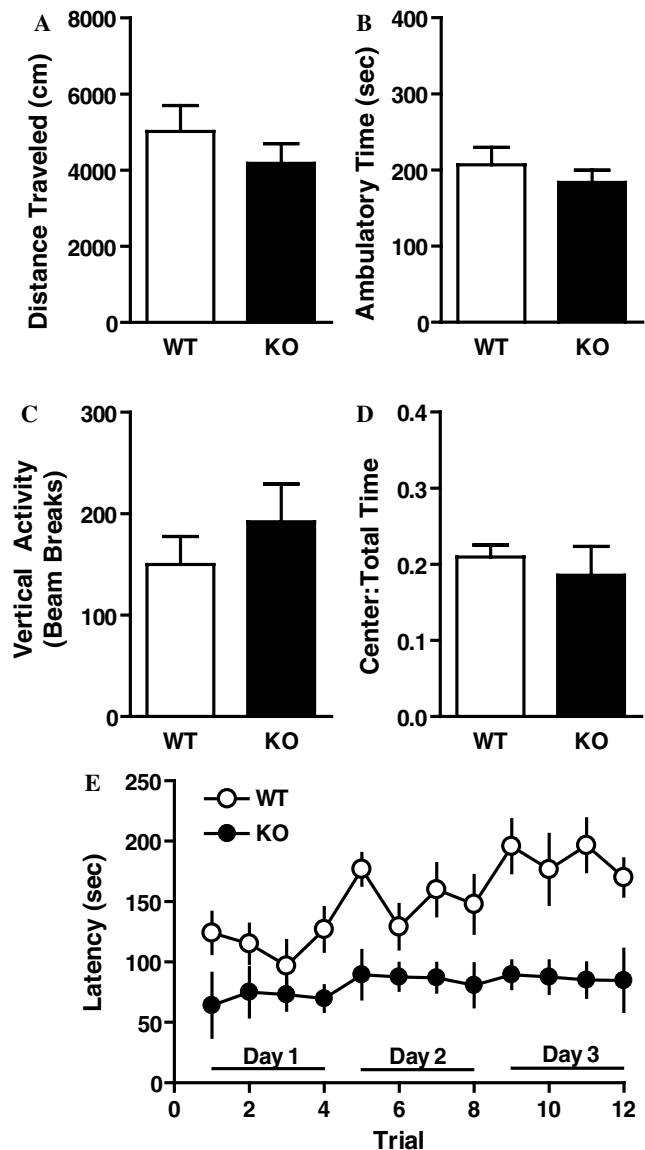 A
Distance Traveled (cm)
8000
6000
4000
2000
0
WT
KO
B
Ambulatory Time (sec)
400
300
200
100
0
WT
KO
C
Vertical Activity
(Beam Breaks)
300
200
100
0
WT
KO
D
Center:Total Time
0.4
0.3
0.2
0.1
0.0
WT
KO
E
Latency (sec)
250
200
150
100
50
0
WT
KO
Day 1
Day 2
Day 3
0
2
4
6
8
10
12
Trial